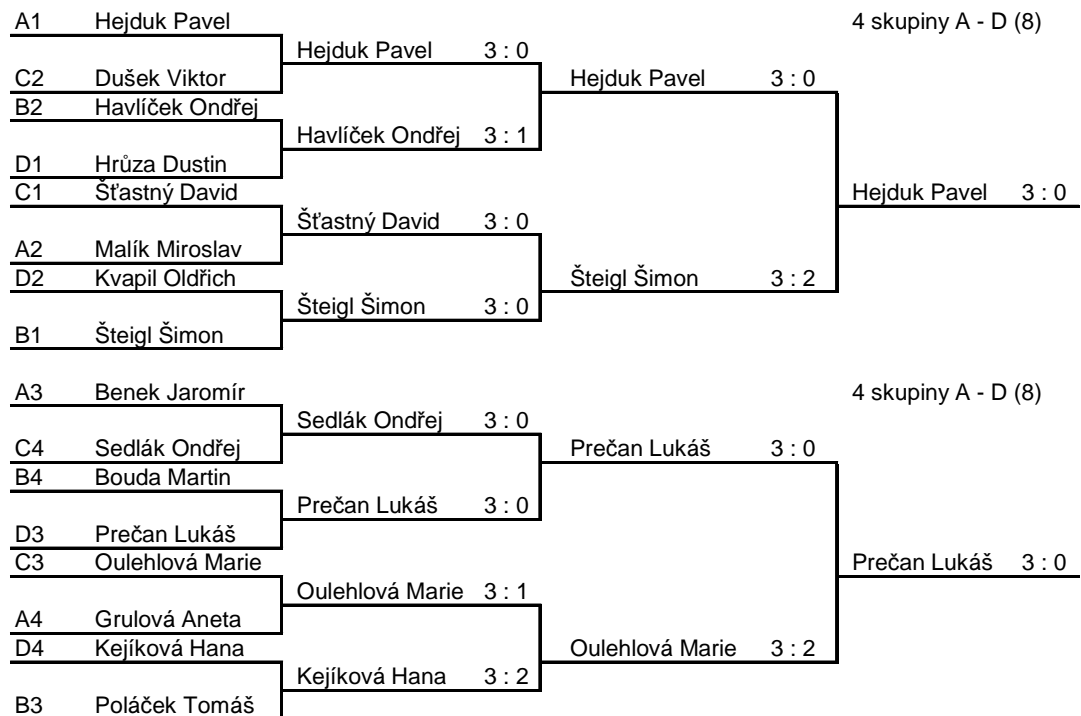 A1 Hejduk Pavel 4 skupiny A - D (8)
Hejduk Pavel 3 : 0
C2 Dušek Viktor Hejduk Pavel 3 : 0
B2 Havlíček Ondřej
Havlíček Ondřej 3 : 1
D1 Hrůza Dustin
C1 Šťastný David Hejduk Pavel 3 : 0
Šťastný David 3 : 0
A2 Malík Miroslav
D2 Kvapil Oldřich Šteigl Šimon 3 : 2
Šteigl Šimon 3 : 0
B1 Šteigl Šimon
A3 Benek Jaromír 4 skupiny A - D (8)
Sedlák Ondřej 3 : 0
C4 Sedlák Ondřej Prečan Lukáš 3 : 0
B4 Bouda Martin
Prečan Lukáš 3 : 0
D3 Prečan Lukáš
C3 Oulehlová Marie Prečan Lukáš 3 : 0
Oulehlová Marie 3 : 1
A4 Grulová Aneta
D4 Kejíková Hana Oulehlová Marie 3 : 2
Kejíková Hana 3 : 2
B3 Poláček Tomáš